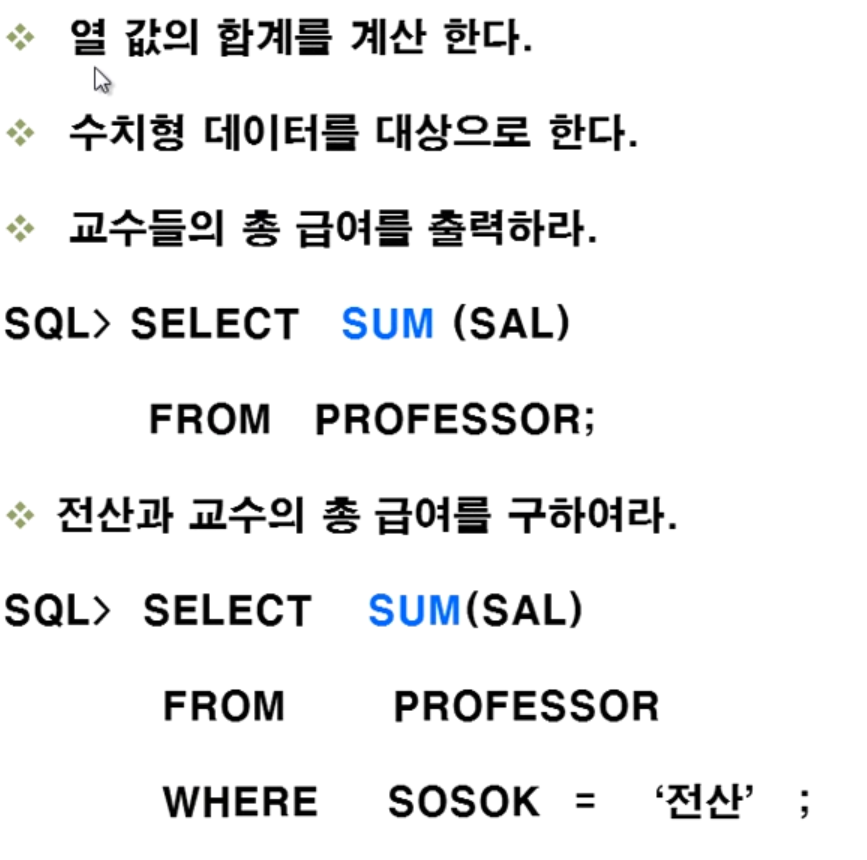 ❖ 열 값의 합계를 계산 한다.
❖ 수치형 데이터를 대상으로 한다.
❖ 교수들의 총 급여를 출력하라.
SQL> SELECT SUM (SAL)
FROM PROFESSOR;
❖ 전산과 교수의 총 급여를 구하여라.
SQL> SELECT SUM(SAL)
FROM PROFESSOR
WHERE SOSOK = ‘전산’ ;